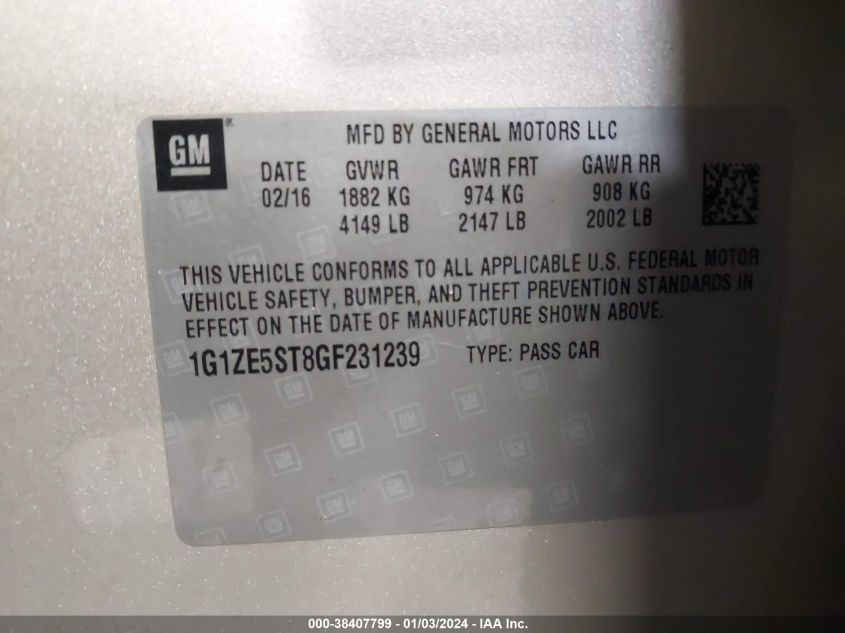 GM
MFD BY GENERAL MOTORS LLC
DATE GVWR GAWR FRT GAWR RR
02/16 1882 KG 974 KG 908 KG
4149 LB 2147 LB 2002 LB
THIS VEHICLE CONFORMS TO ALL APPLICABLE U.S. FEDERAL MOTOR
VEHICLE SAFETY, BUMPER, AND THEFT PREVENTION STANDARDS IN
EFFECT ON THE DATE OF MANUFACTURE SHOWN ABOVE.
1G1ZE5ST8GF231239 TYPE: PASS CAR
000-38407799 - 01/03/2024 - IAA Inc.